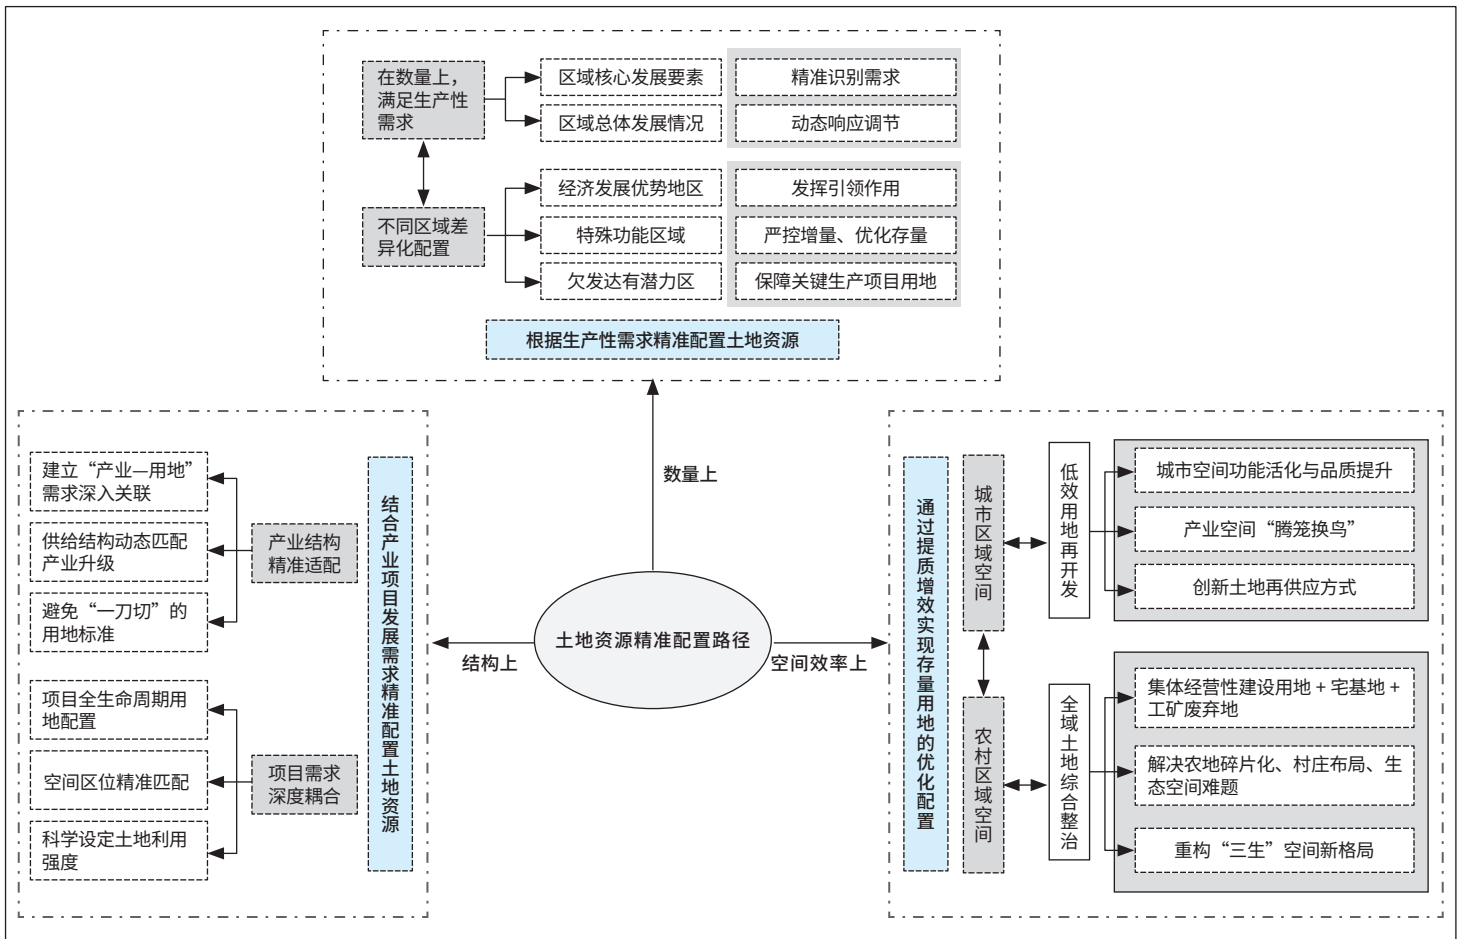 在数量上，
满足生产性
需求
区域核心发展要素
精准识别需求
区域总体发展情况
动态响应调节
不同区域差
异化配置
经济发展优势地区
发挥引领作用
特殊功能区域
严控增量、优化存量
欠发达有潜力区
保障关键生产项目用地
根据生产性需求精准配置土地资源
数量上
建立“产业—用地”
需求深入关联
供给结构动态匹配
产业升级
避免“一刀切”的
用地标准
产业结构
精准适配
项目全生命周期用
地配置
空间区位精准匹配
科学设定土地利用
强度
项目需求
深度耦合
结合产业项目发展需求精准配置土地资源
结构上
土地资源精准配置路径
空间效率上
通过提质增效实现存量用地的优化配置
城市区域空间
低效用地再开发
城市空间功能活化与品质提升
产业空间“腾笼换鸟”
创新土地再供应方式
农村区域空间
全域土地综合整治
集体经营性建设用地 + 宅基地 +
工矿废弃地
解决农地碎片化、村庄布局、生
态空间难题
重构“三生”空间新格局